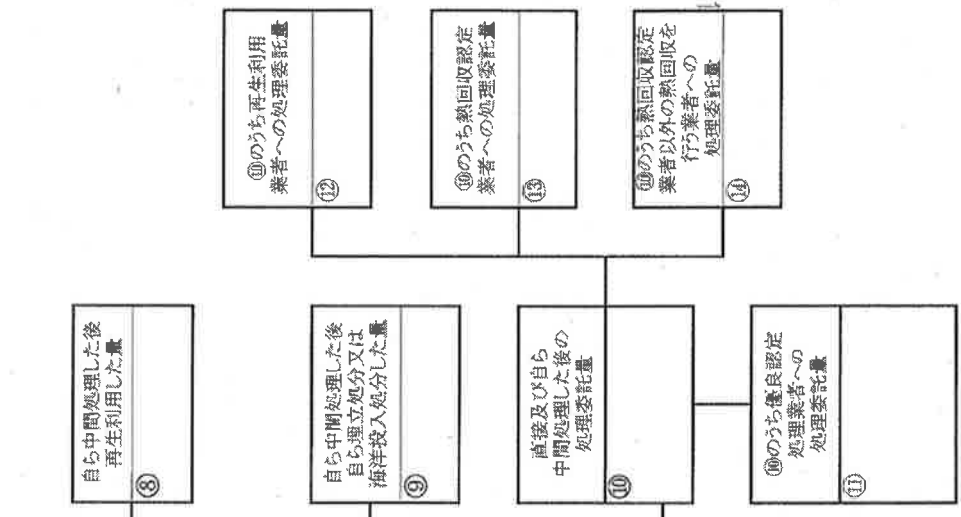 自ら中間処理した後
再生利用した量
⑧
自ら中間処理した後
自ら埋立処分又は
海洋投入処分した量
⑨
直接及び自ら
中間処理した後の
処理委託量
⑩
⑩のうち優良認定
処理業者への
処理委託量
⑪
⑩のうち再生利用
業者への処理委託量
⑫
⑩のうち熱回収認定
業者への処理委託量
⑬
⑩のうち熱回収認定
業者以外の熱回収を
行う業者への
処理委託量
⑭